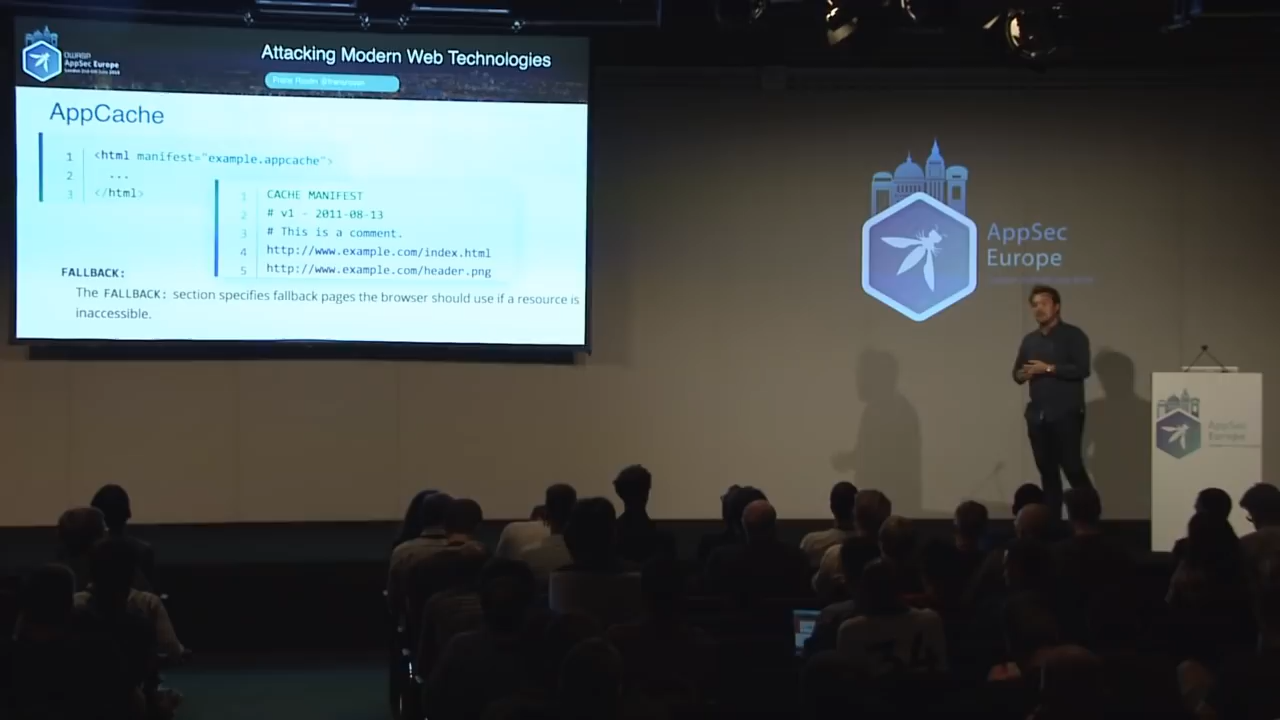 OWASP
AppSec Europe
Attacking Modern Web Technologies
AppCache
1 <html manifest="example.appcache">
2 ...
3 </html>
1 CACHE MANIFEST
2 # v1 - 2011-08-13
3 # This is a comment.
4 http://www.example.com/index.html
5 http://www.example.com/header.png
FALLBACK:
The FALLBACK: section specifies fallback pages the browser should use if a resource is
inaccessible.
AppSec
Europe
AppSec
Europe
34